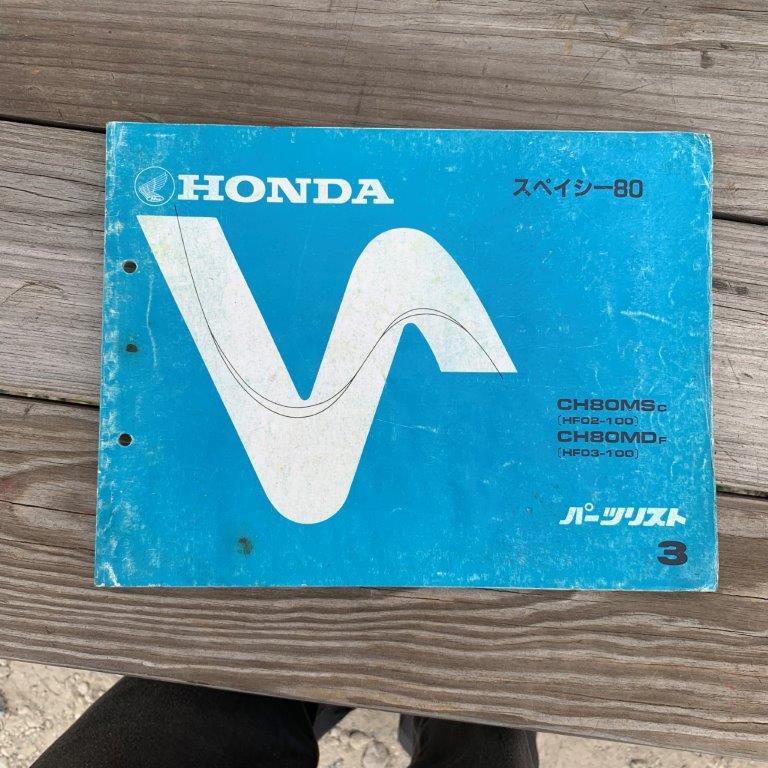 HONDA
スペイシー80
CH80MSC
[HF02-100]
CH80MDF
[HF03-100]
パーツリスト
3